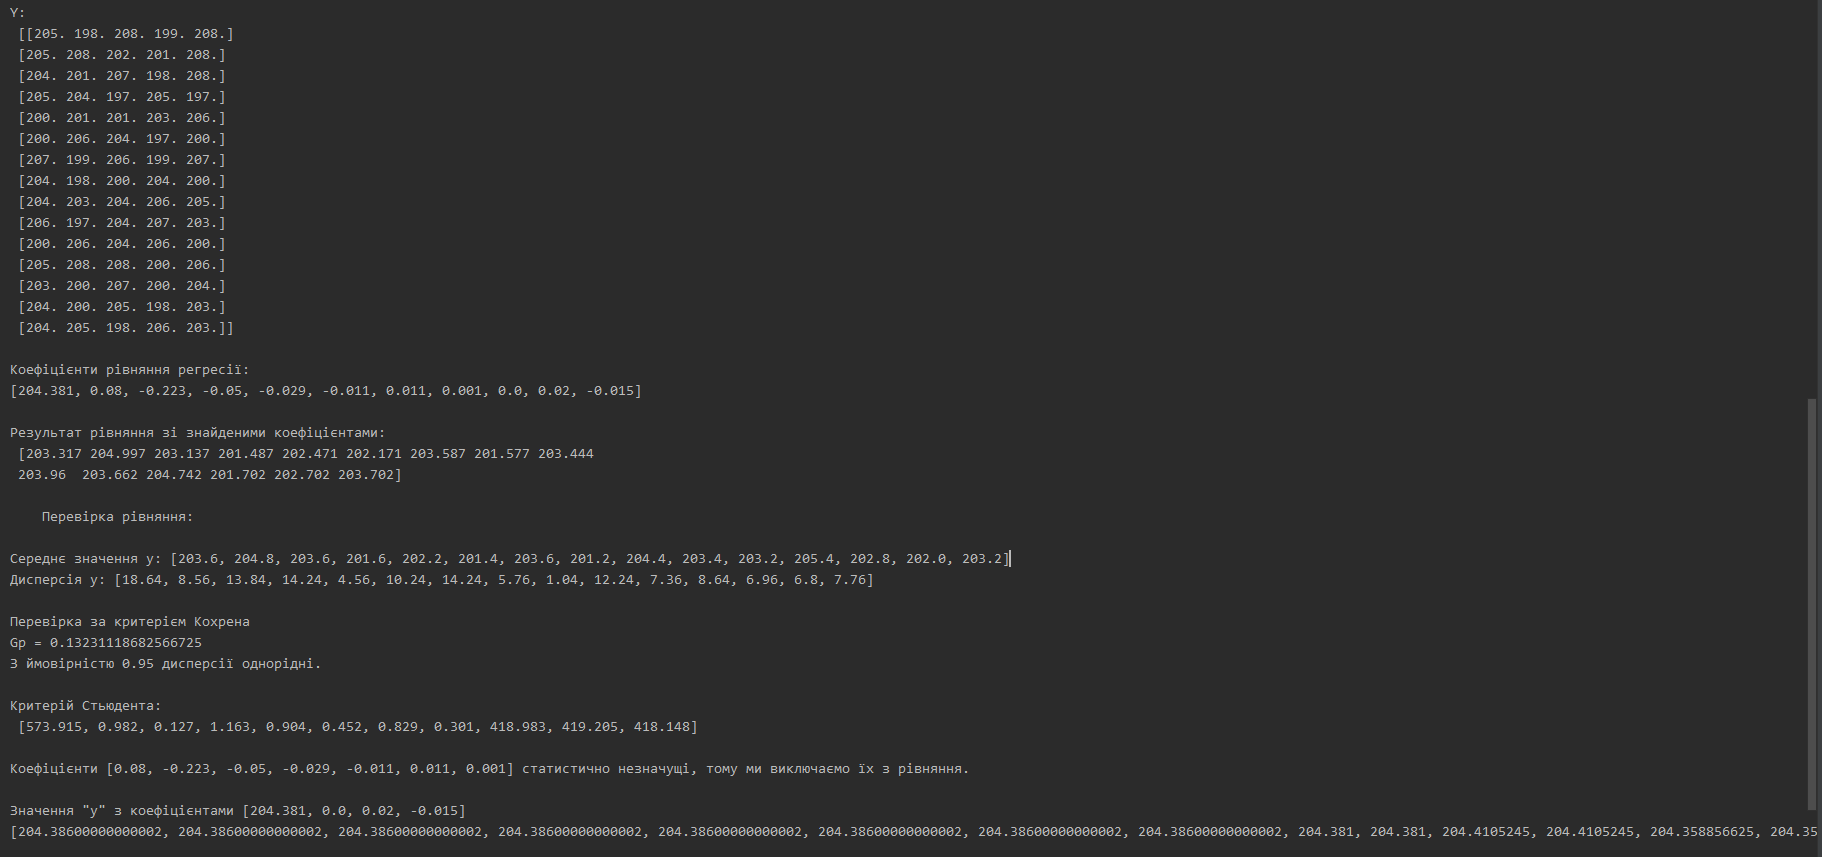 Y:
[[205. 198. 208. 199. 208.]
[205. 208. 202. 201. 208.]
[204. 201. 207. 198. 208.]
[205. 204. 197. 205. 197.]
[200. 201. 201. 203. 206.]
[200. 206. 204. 197. 200.]
[207. 199. 206. 199. 207.]
[204. 198. 200. 204. 200.]
[204. 203. 204. 206. 205.]
[206. 197. 204. 207. 203.]
[200. 206. 204. 206. 200.]
[205. 208. 208. 200. 206.]
[203. 200. 207. 200. 204.]
[204. 200. 205. 198. 203.]
[204. 205. 198. 206. 203.]]
Коефіцієнти рівняння регресії:
[204.381, 0.08, -0.223, -0.05, -0.029, -0.011, 0.011, 0.001, 0.0, 0.02, -0.015]
Результат рівняння зі знайденими коефіцієнтами:
[203.317 204.997 203.137 201.487 202.471 202.171 203.587 201.577 203.444
203.96  203.662 204.742 201.702 202.702 203.702]
Перевірка рівняння:
Середнє значення y: [203.6, 204.8, 203.6, 201.6, 202.2, 201.4, 203.6, 201.2, 204.4, 203.4, 203.2, 205.4, 202.8, 202.0, 203.2]
Дисперсія y: [18.64, 8.56, 13.84, 14.24, 4.56, 10.24, 14.24, 5.76, 1.04, 12.24, 7.36, 8.64, 6.96, 6.8, 7.76]
Перевірка за критерієм Кохрена
Gp = 0.13231118682566725
З ймовірністю 0.95 дисперсії однорідні.
Критерій Стьюдента:
[573.915, 0.982, 0.127, 1.163, 0.904, 0.452, 0.829, 0.301, 418.983, 419.205, 418.148]
Коефіцієнти [0.08, -0.223, -0.05, -0.029, -0.011, 0.011, 0.001] статистично незначущі, тому ми виключаємо їх з рівняння.
Значення "y" з коефіцієнтами [204.381, 0.0, 0.02, -0.015]
[204.38600000000002, 204.38600000000002, 204.38600000000002, 204.38600000000002, 204.38600000000002, 204.38600000000002, 204.38600000000002, 204.38600000000002, 204.381, 204.381, 204.4105245, 204.4105245, 204.358856625, 204.35